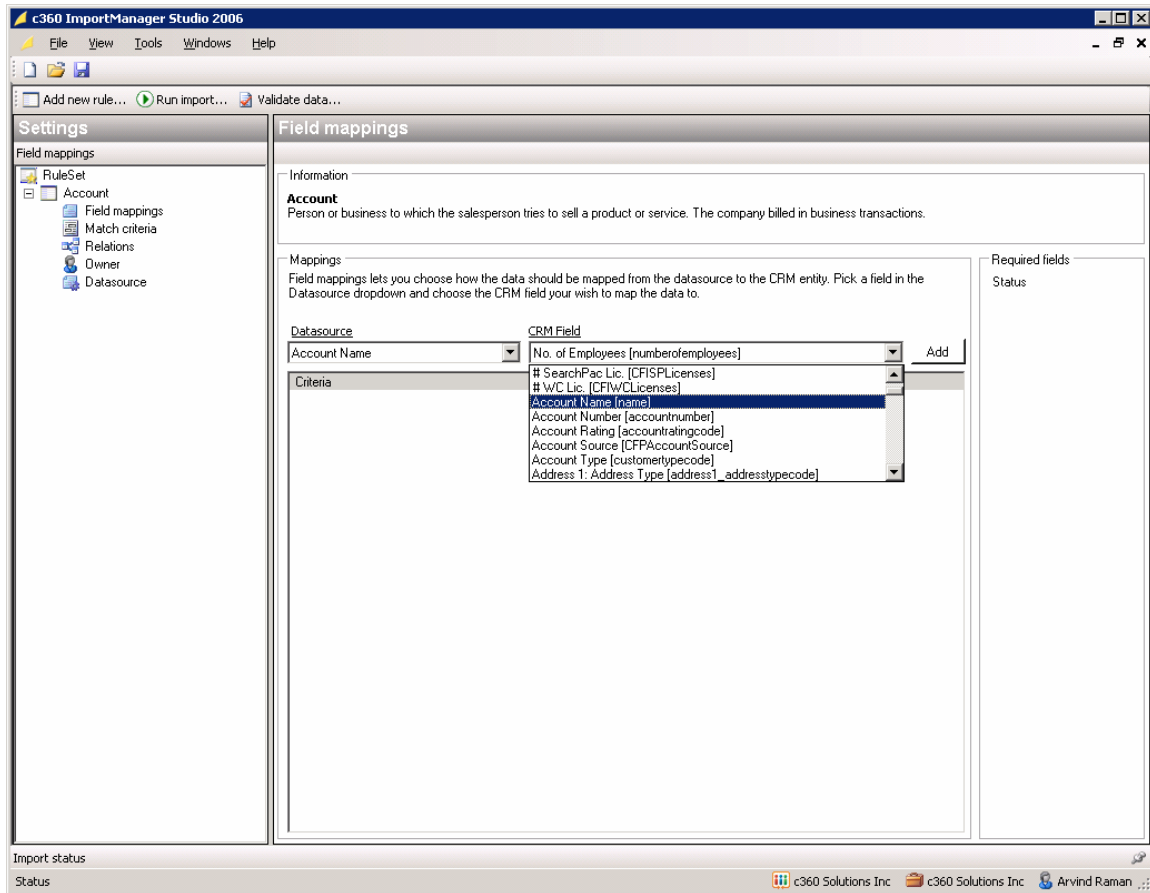 c360 ImportManager Studio 2006
File View Tools Windows Help
Add new rule... Run import... Validate data...
Settings
Field mappings
Field mappings
RuleSet
Account
Field mappings
Match criteria
Relations
Owner
Datasource
Information
Account
Person or business to which the salesperson tries to sell a product or service. The company billed in business transactions.
Mappings
Field mappings lets you choose how the data should be mapped from the datasource to the CRM entity. Pick a field in the
Datasource dropdown and choose the CRM field your wish to map the data to.
Required fields
Status
Datasource CRM Field
Account Name No. of Employees [numberofemployees] Add
Criteria
# SearchPac Lic. [CFISPLicenses]
# WC Lic. [CFIWCLicenses]
Account Name [name]
Account Number [accountnumber]
Account Rating [accountratingcode]
Account Source [CFPAccountSource]
Account Type [customertypecode]
Address 1: Address Type [address1_addresstypecode]
Import status
Status c360 Solutions Inc c360 Solutions Inc Arvind Raman